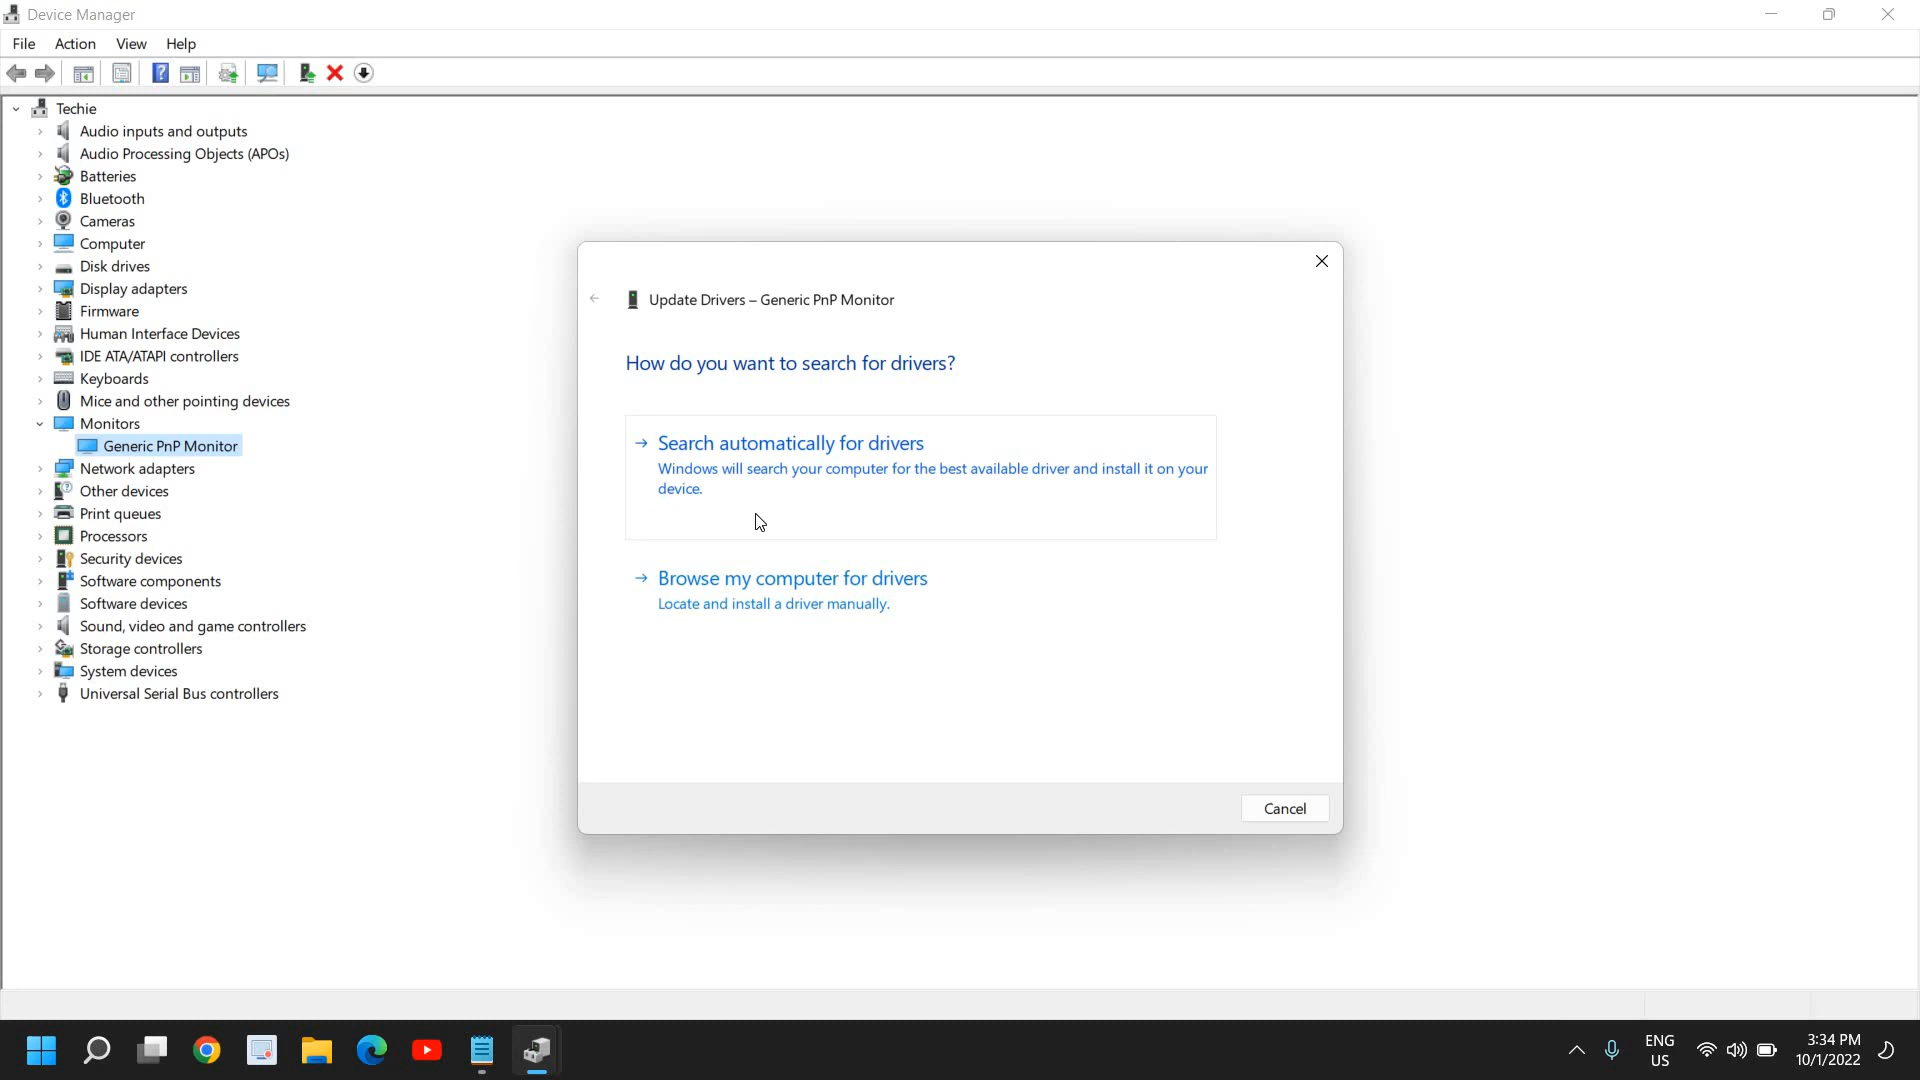 Device Manager
File Action View Help
Techie
Audio inputs and outputs
Audio Processing Objects (APOs)
Batteries
Bluetooth
Cameras
Computer
Disk drives
Display adapters
Firmware
Human Interface Devices
IDE ATA/ATAPI controllers
Keyboards
Mice and other pointing devices
Monitors
Generic PnP Monitor
Network adapters
Other devices
Print queues
Processors
Security devices
Software components
Software devices
Sound, video and game controllers
Storage controllers
System devices
Universal Serial Bus controllers
Update Drivers – Generic PnP Monitor
How do you want to search for drivers?
Search automatically for drivers
Windows will search your computer for the best available driver and install it on your
device.
Browse my computer for drivers
Locate and install a driver manually.
Cancel
ENG
US
3:34 PM
10/1/2022